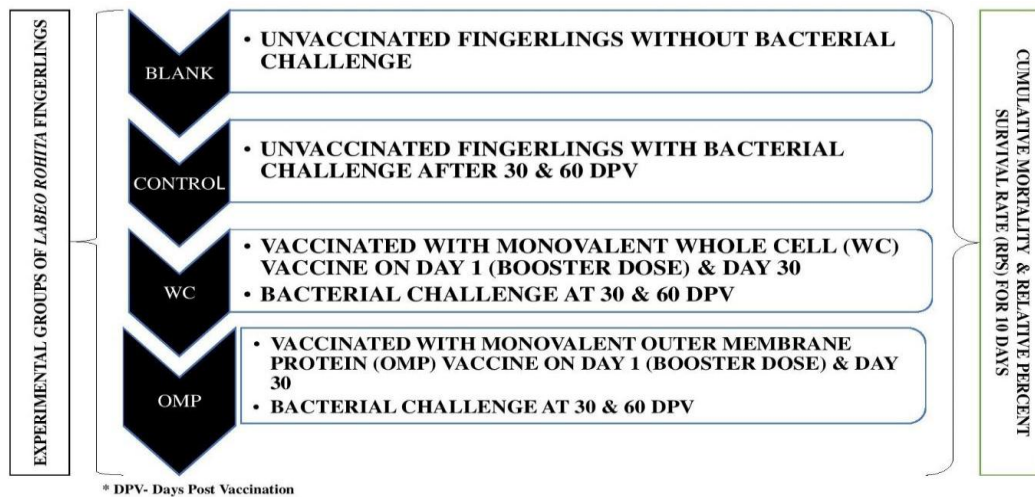 EXPERIMENTAL GROUPS OF LABEO ROHITA FINGERLINGS
BLANK
• UNVACCINATED FINGERLINGS WITHOUT BACTERIAL
CHALLENGE
CONTROL
• UNVACCINATED FINGERLINGS WITH BACTERIAL
CHALLENGE AFTER 30 & 60 DPV
WC
• VACCINATED WITH MONOVALENT WHOLE CELL (WC)
VACCINE ON DAY 1 (BOOSTER DOSE) & DAY 30
• BACTERIAL CHALLENGE AT 30 & 60 DPV
OMP
• VACCINATED WITH MONOVALENT OUTER MEMBRANE
PROTEIN (OMP) VACCINE ON DAY 1 (BOOSTER DOSE) & DAY
30
• BACTERIAL CHALLENGE AT 30 & 60 DPV
CUMULATIVE MORTALITY & RELATIVE PERCENT
SURVIVAL RATE (RPS) FOR 10 DAYS
* DPV- Days Post Vaccination